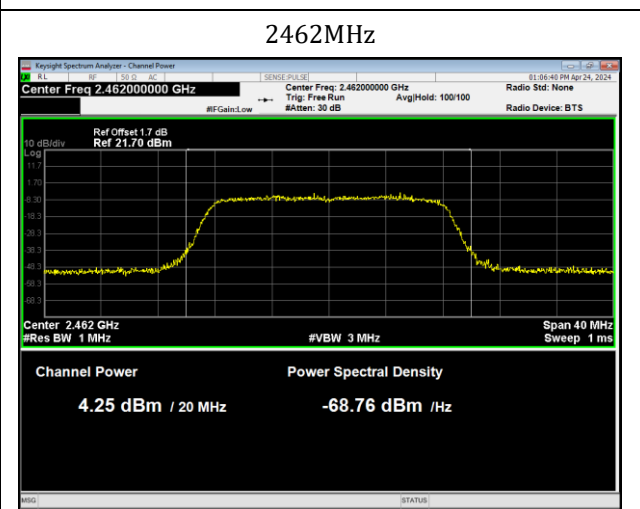 2462MHz
Keysight Spectrum Analyzer - Channel Power
RL RF 50 Ω AC SENSE:PULSE 01:06:40 PM Apr 24, 2024
Center Freq 2.462000000 GHz Center Freq: 2.462000000 GHz Radio Std: None
Trig: Free Run Avg|Hold: 100/100
#IFGain:Low #Atten: 30 dB Radio Device: BTS
Ref Offset 1.7 dB
10 dB/div Ref 21.70 dBm
Log
11.7
1.70
-8.30
-18.3
-28.3
-38.3
-48.3
-58.3
-68.3
Center 2.462 GHz Span 40 MHz
#Res BW 1 MHz #VBW 3 MHz Sweep 1 ms
Channel Power Power Spectral Density
4.25 dBm / 20 MHz -68.76 dBm /Hz
MSG STATUS